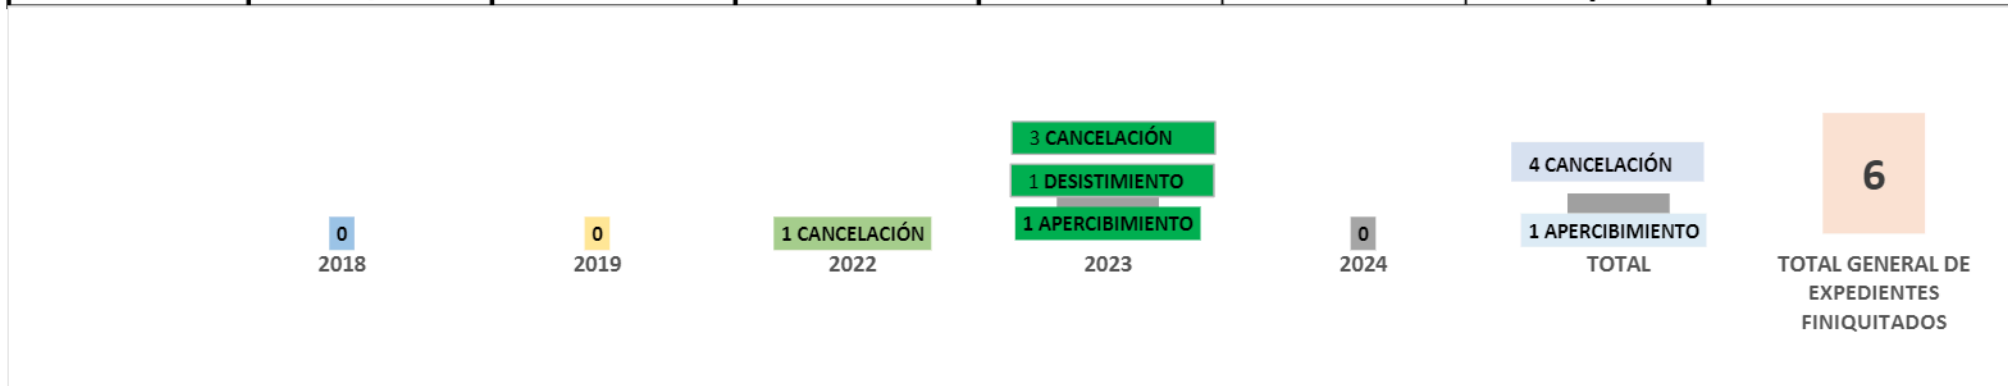 3 CANCELACIÓN
1 DESISTIMIENTO
1 APERCIBIMIENTO
4 CANCELACIÓN
1 APERCIBIMIENTO
6
0
0
1 CANCELACIÓN
0
2018
2019
2022
2023
2024
TOTAL
TOTAL GENERAL DE
EXPEDIENTES
FINIQUITADOS